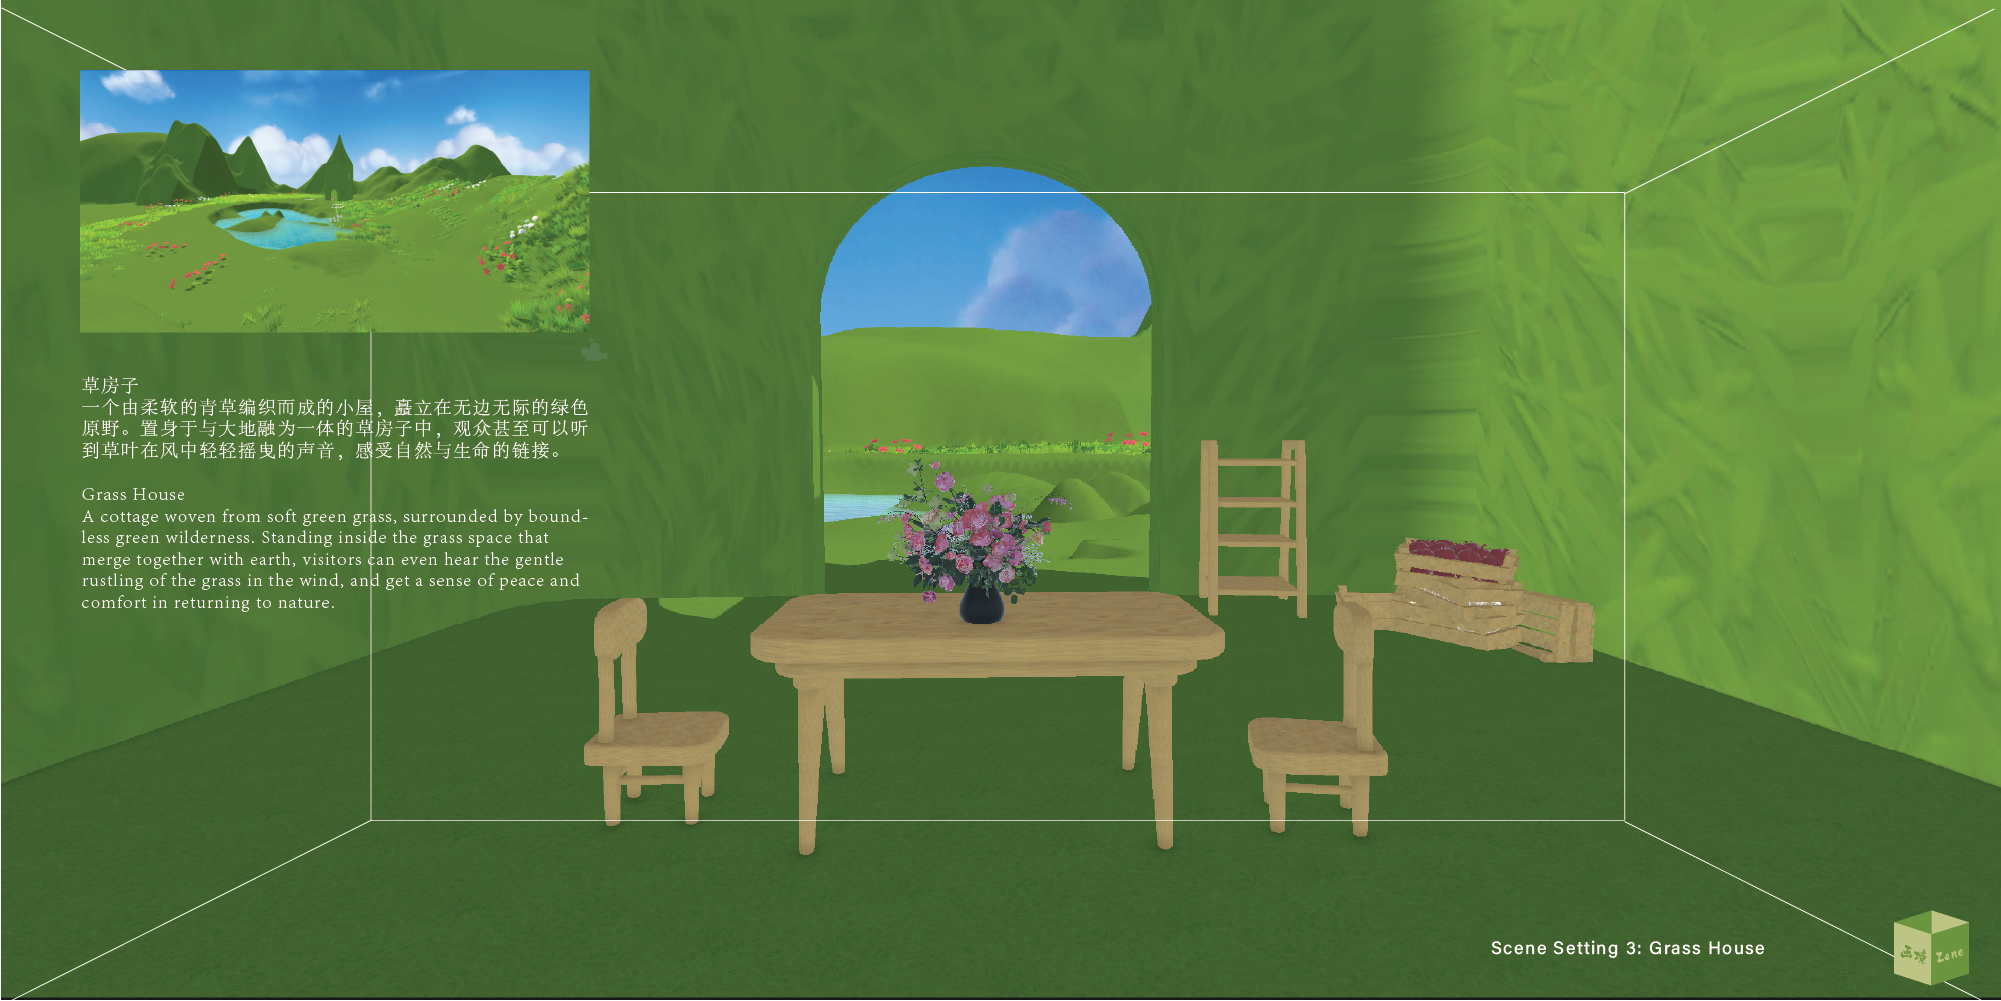 草房子
一个由柔软的青草编织而成的小屋，矗立在无边无际的绿色
原野。置身于与大地融为一体的草房子中，观众甚至可以听
到草叶在风中轻轻摇曳的声音，感受自然与生命的链接。
Grass House
A cottage woven from soft green grass, surrounded by bound-
less green wilderness. Standing inside the grass space that
merge together with earth, visitors can even hear the gentle
rustling of the grass in the wind, and get a sense of peace and
comfort in returning to nature.
Scene Setting 3: Grass House
画境 Zone